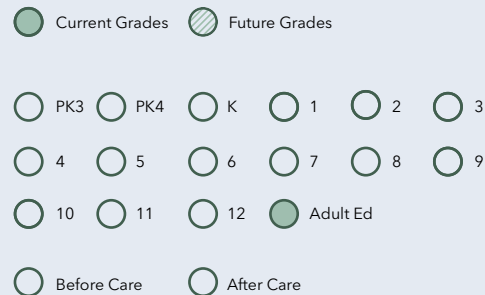 Current Grades Future Grades
PK3 PK4 K 1 2 3
4 5 6 7 8 9
10 11 12 Adult Ed
Before Care After Care